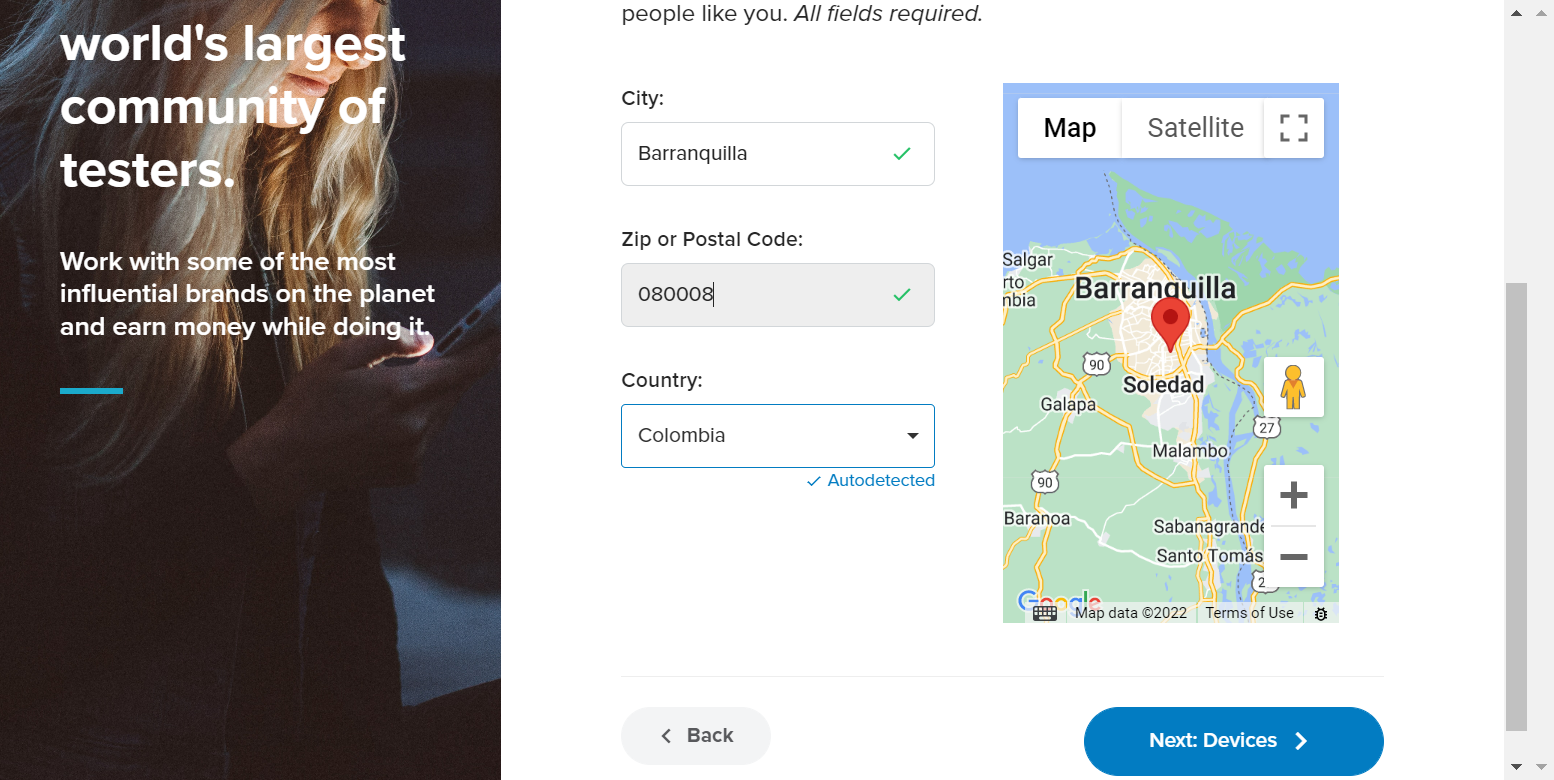 world's largest
community of
testers.
Work with some of the most
influential brands on the planet
and earn money while doing it.
people like you. All fields required.
City:
Barranquilla
Zip or Postal Code:
080008
Country:
Colombia
Autodetected
Map Satellite
Salgar
rto
nbia
Barranquilla
90
Soledad
Galapa
27
Malambo
90
Baranoa
Sabanagrande
Santo Tomás
2
Google
Map data ©2022 Terms of Use
Back
Next: Devices